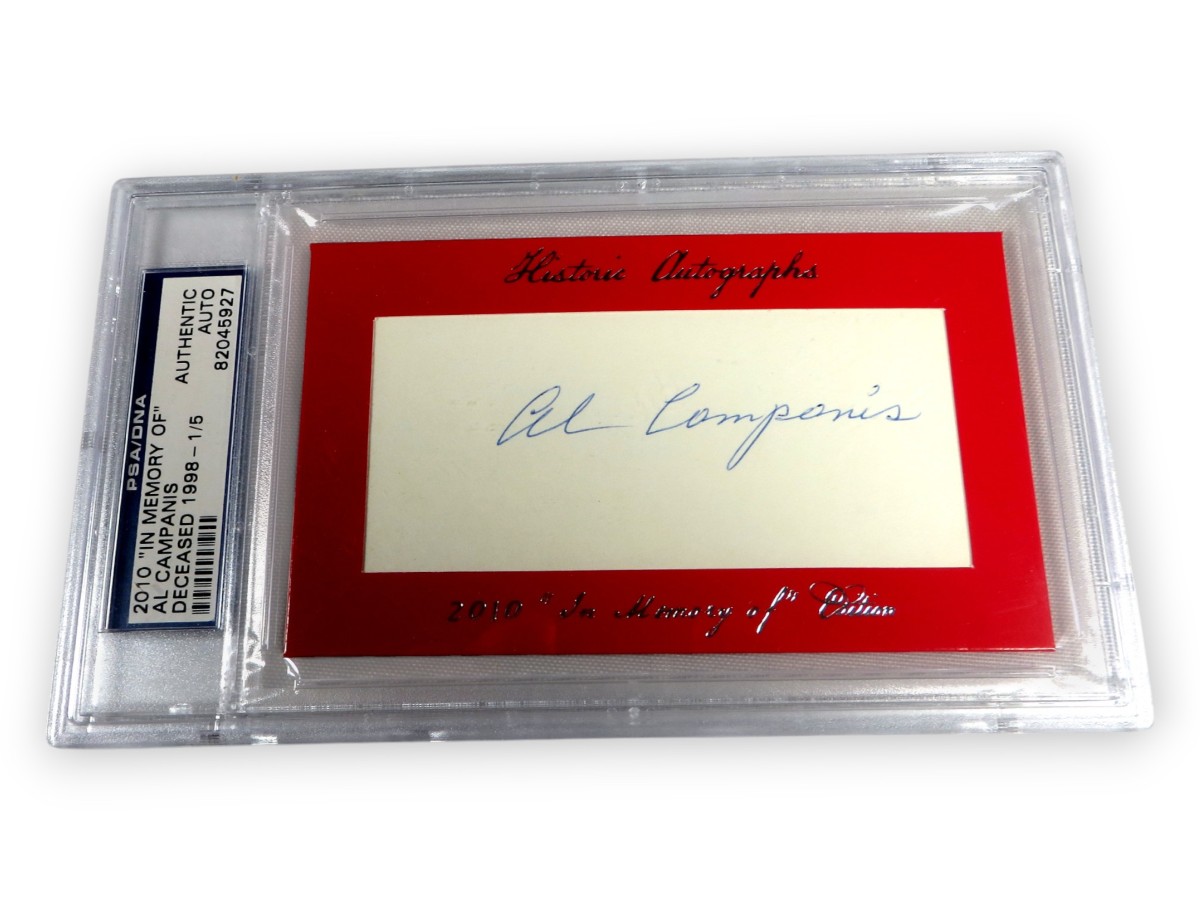 PSA/DNA
2010 "IN MEMORY OF"
AL CAMPANIS
DECEASED 1998 - 1/5
AUTHENTIC
AUTO
82045927
Historic Autographs
Al Campanis
2010 "In Memory of"